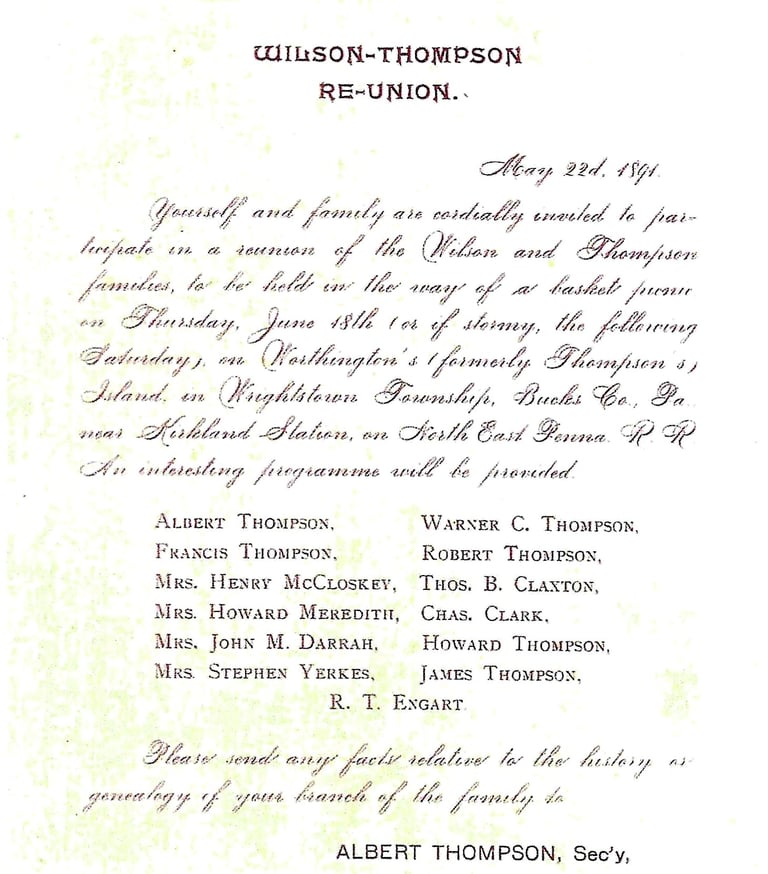 WILSON-THOMPSON
RE-UNION.
May 22d, 1891.
Yourself and family are cordially invited to par-
ticipate in a reunion of the Wilson and Thompson
families, to be held in the way of a basket picnic
on Thursday, June 18th (or if stormy, the following
Saturday), on Worthington's (formerly Thompson's)
Island, in Wrightstown Township, Bucks Co., Pa.
near Kirkland Station, on North East Penna. R. R.
An interesting programme will be provided.
ALBERT THOMPSON, WARNER C. THOMPSON,
FRANCIS THOMPSON, ROBERT THOMPSON,
MRS. HENRY MCCLOSKEY, THOS. B. CLAXTON,
MRS. HOWARD MEREDITH, CHAS. CLARK,
MRS. JOHN M. DARRAH, HOWARD THOMPSON,
MRS. STEPHEN YERKES, JAMES THOMPSON,
R. T. ENGART
Please send any facts relative to the history or
genealogy of your branch of the family to
ALBERT THOMPSON, Sec'y,